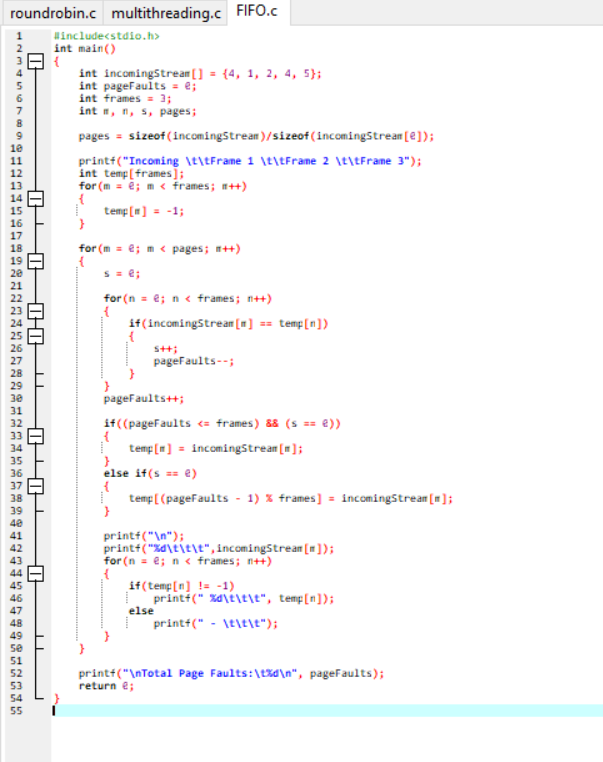 roundrobin.c multithreading.c FIFO.c
1 #include<stdio.h>
2 int main()
3 {
4 int incomingStream[] = {4, 1, 2, 4, 5};
5 int pageFaults = 0;
6 int frames = 3;
7 int m, n, s, pages;
8
9 pages = sizeof(incomingStream)/sizeof(incomingStream[0]);
10
11 printf("Incoming \t\tFrame 1 \t\tFrame 2 \t\tFrame 3");
12 int temp[frames];
13 for(m = 0; m < frames; m++)
14 {
15 temp[m] = -1;
16 }
17
18 for(m = 0; m < pages; m++)
19 {
20 s = 0;
21
22 for(n = 0; n < frames; n++)
23 {
24 if(incomingStream[m] == temp[n])
25 {
26 s++;
27 pageFaults--;
28 }
29 }
30 pageFaults++;
31
32 if((pageFaults <= frames) && (s == 0))
33 {
34 temp[m] = incomingStream[m];
35 }
36 else if(s == 0)
37 {
38 temp[(pageFaults - 1) % frames] = incomingStream[m];
39 }
40
41 printf("\n");
42 printf("%d\t\t\t",incomingStream[m]);
43 for(n = 0; n < frames; n++)
44 {
45 if(temp[n] != -1)
46 printf(" %d\t\t\t", temp[n]);
47 else
48 printf(" - \t\t\t");
49 }
50 }
51
52 printf("\nTotal Page Faults:\t%d\n", pageFaults);
53 return 0;
54 }
55